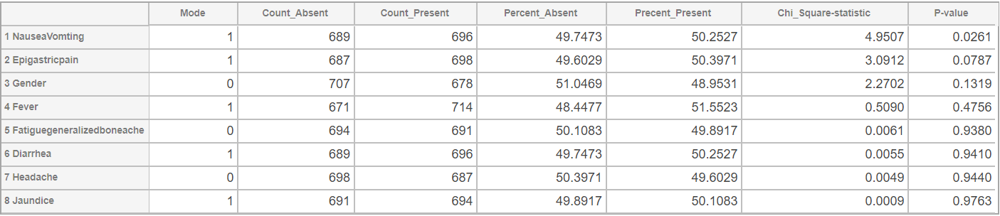 Mode Count_Absent Count_Present Percent_Absent Precent_Present Chi_Square-statistic P-value
1 NauseaVomting 1 689 696 49.7473 50.2527 4.9507 0.0261
2 Epigastricpain 1 687 698 49.6029 50.3971 3.0912 0.0787
3 Gender 0 707 678 51.0469 48.9531 2.2702 0.1319
4 Fever 1 671 714 48.4477 51.5523 0.5090 0.4756
5 Fatiguegeneralizedboneache 0 694 691 50.1083 49.8917 0.0061 0.9380
6 Diarrhea 1 689 696 49.7473 50.2527 0.0055 0.9410
7 Headache 0 698 687 50.3971 49.6029 0.0049 0.9440
8 Jaundice 1 691 694 49.8917 50.1083 0.0009 0.9763